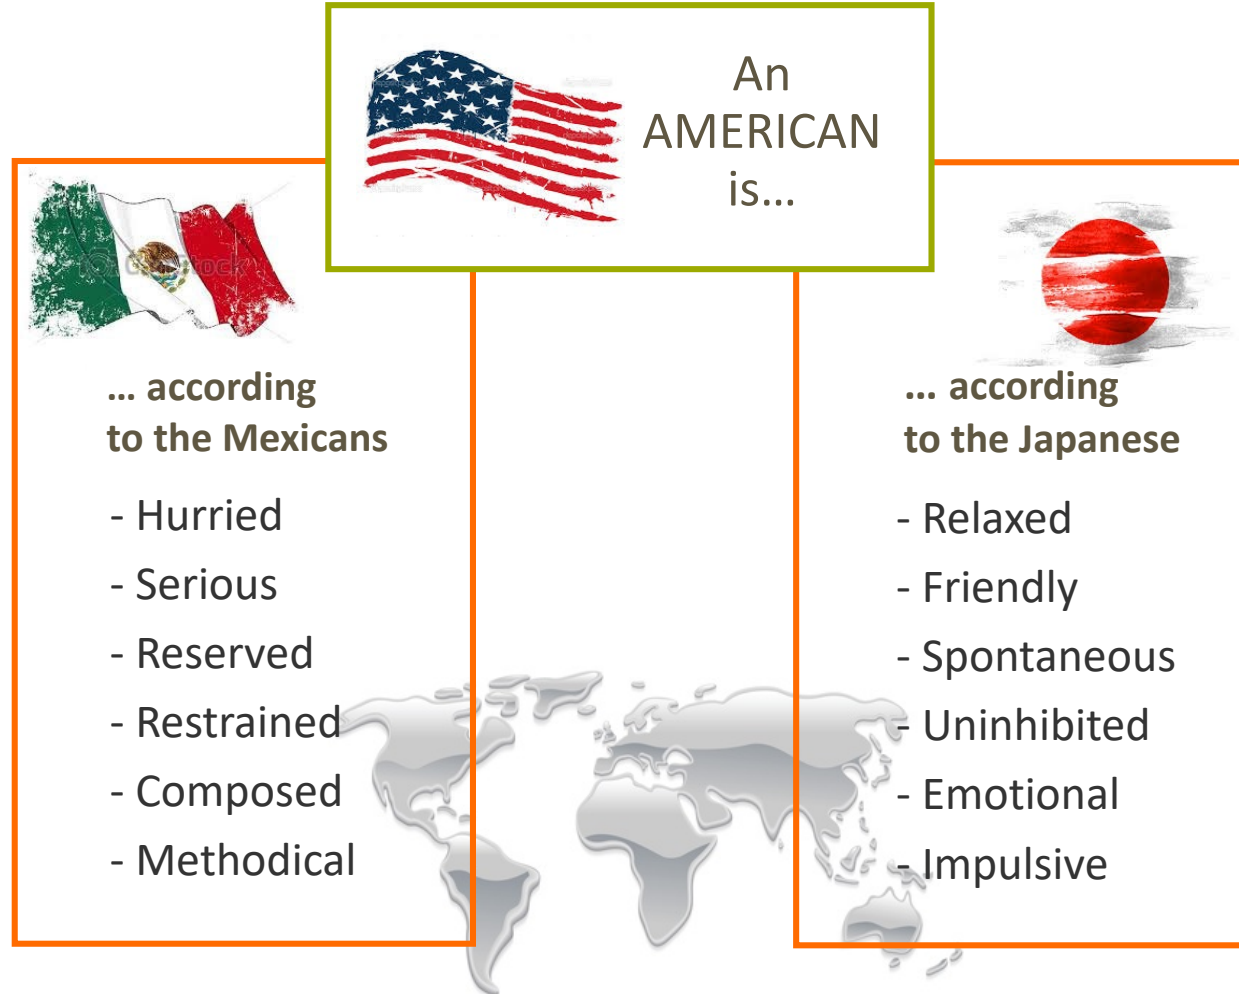 An
AMERICAN
is...
... according
to the Mexicans
- Hurried
- Serious
- Reserved
- Restrained
- Composed
- Methodical
... according
to the Japanese
- Relaxed
- Friendly
- Spontaneous
- Uninhibited
- Emotional
- Impulsive